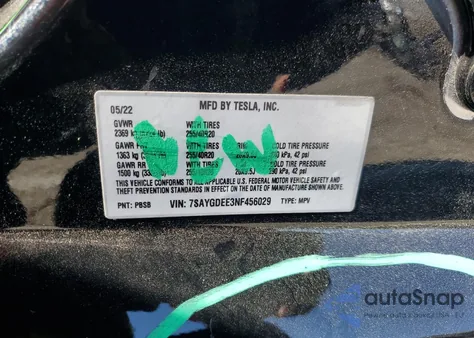 05/22 MFD BY TESLA, INC.
GVWR WITH TIRES
2369 kg 255/40R20
GAWR WITH TIRES COLD TIRE PRESSURE
1363 kg 255/40R20 kPa, 42 psi
GAWR RR WITH TIRES COLD TIRE PRESSURE
1500 kg 290 kPa, 42 psi
THIS VEHICLE CONFORMS TO ALL APPLICABLE U.S. FEDERAL MOTOR VEHICLE SAFETY AND
THEFT PREVENTION STANDARDS IN EFFECT ON THE DATE OF MANUFACTURE SHOWN ABOVE.
PNT: PBSB VIN: 7SAYGDEE3NF456029 TYPE: MPV
autoSnap